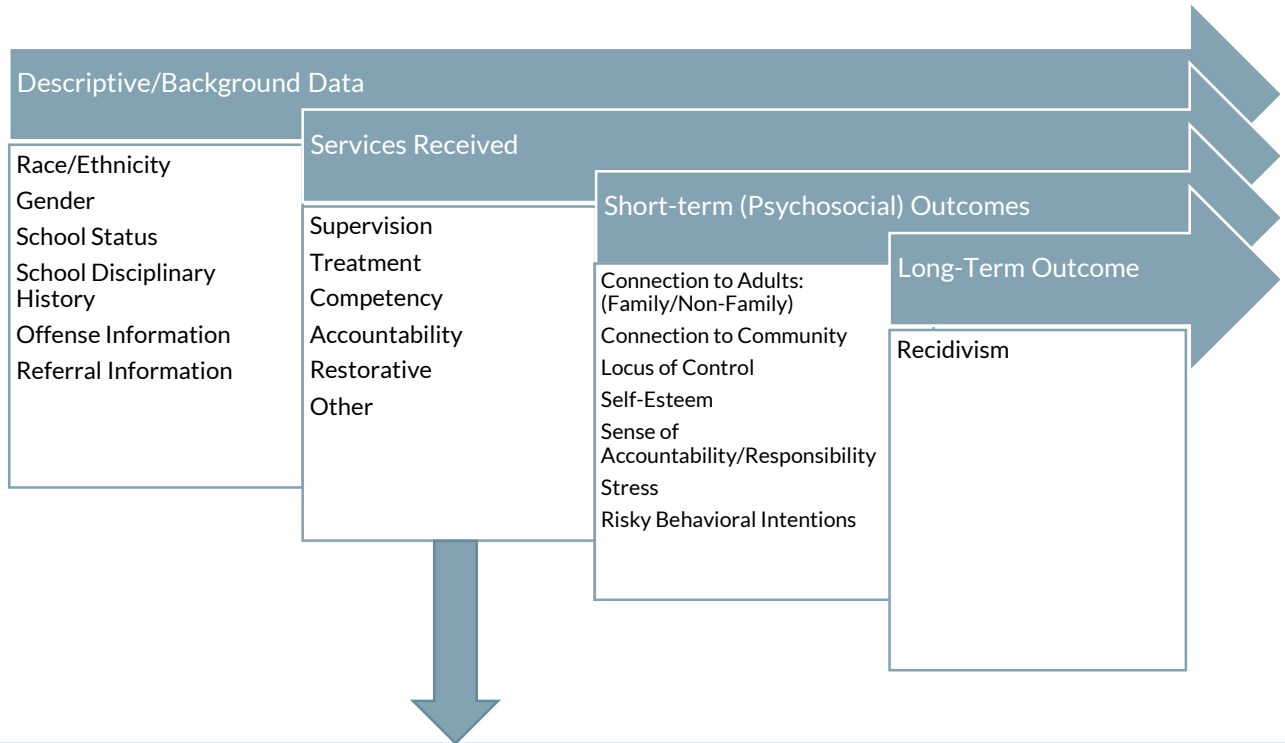 Descriptive/Background Data
Race/Ethnicity
Gender
School Status
School Disciplinary
History
Offense Information
Referral Information
Services Received
Supervision
Treatment
Competency
Accountability
Restorative
Other
Short-term (Psychosocial) Outcomes
Connection to Adults:
(Family/Non-Family)
Connection to Community
Locus of Control
Self-Esteem
Sense of
Accountability/Responsibility
Stress
Risky Behavioral Intentions
Long-Term Outcome
Recidivism